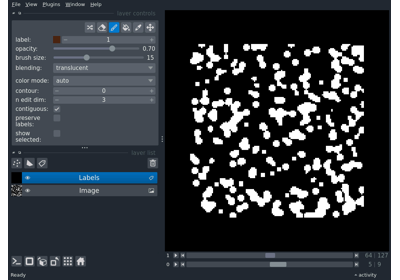 File View Plugins Window Help
layer controls
label: 1
opacity: 0.70
brush size: 15
blending: translucent
color mode: auto
contour: 0
n edit dim: 3
contiguous:
preserve
labels:
show
selected:
layer list
Labels
Image
1 64 127
0 5 9
Ready activity